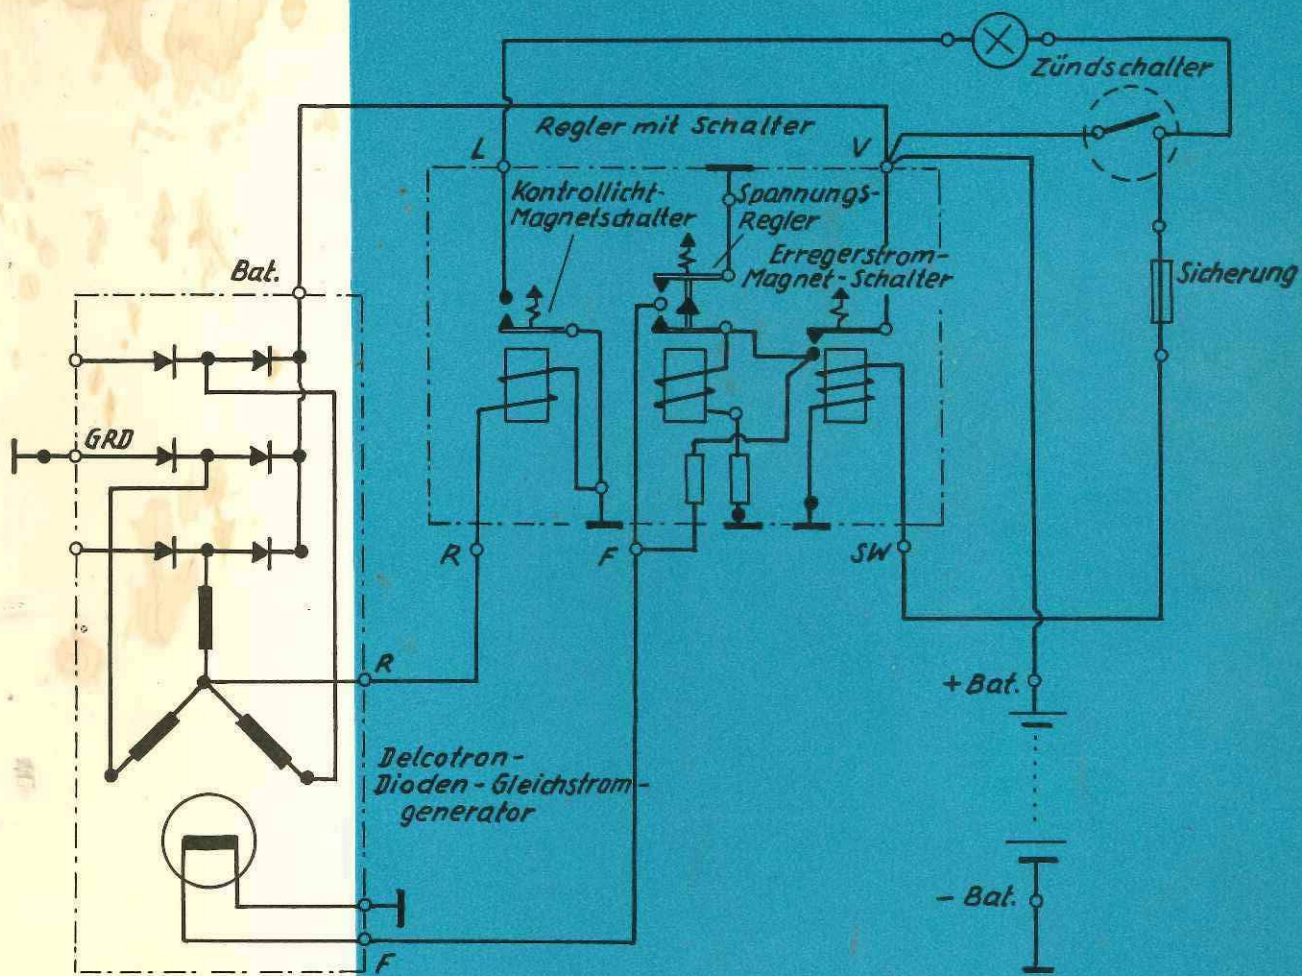 Zündschalter
Regler mit Schalter
L
V
Kontrollicht-
Magnetschalter
Spannungs-
Regler
Erregerstrom-
Magnet-Schalter
Sicherung
Bat.
GRD
R
F
SW
R
+ Bat.
Delcotron-
Dioden-Gleichstrom-
generator
- Bat.
F